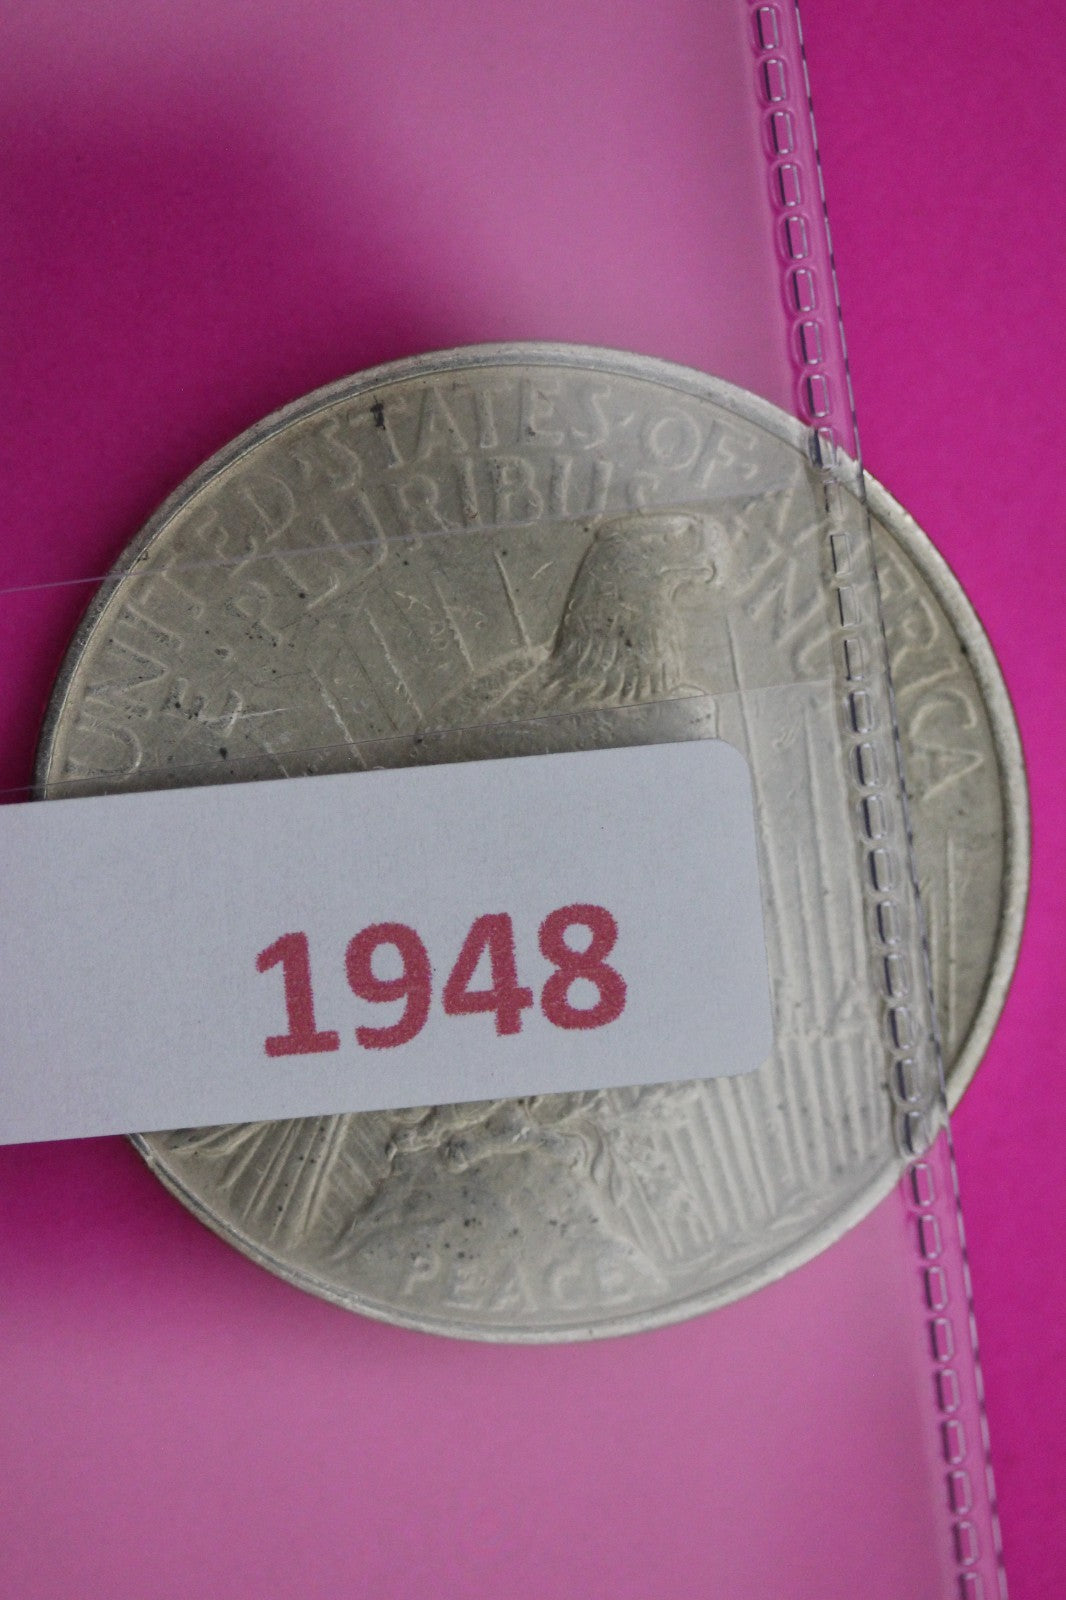 UNITED·STATES·OF·AMERICA
E PLURIBUS UNUM
1948
PEACE